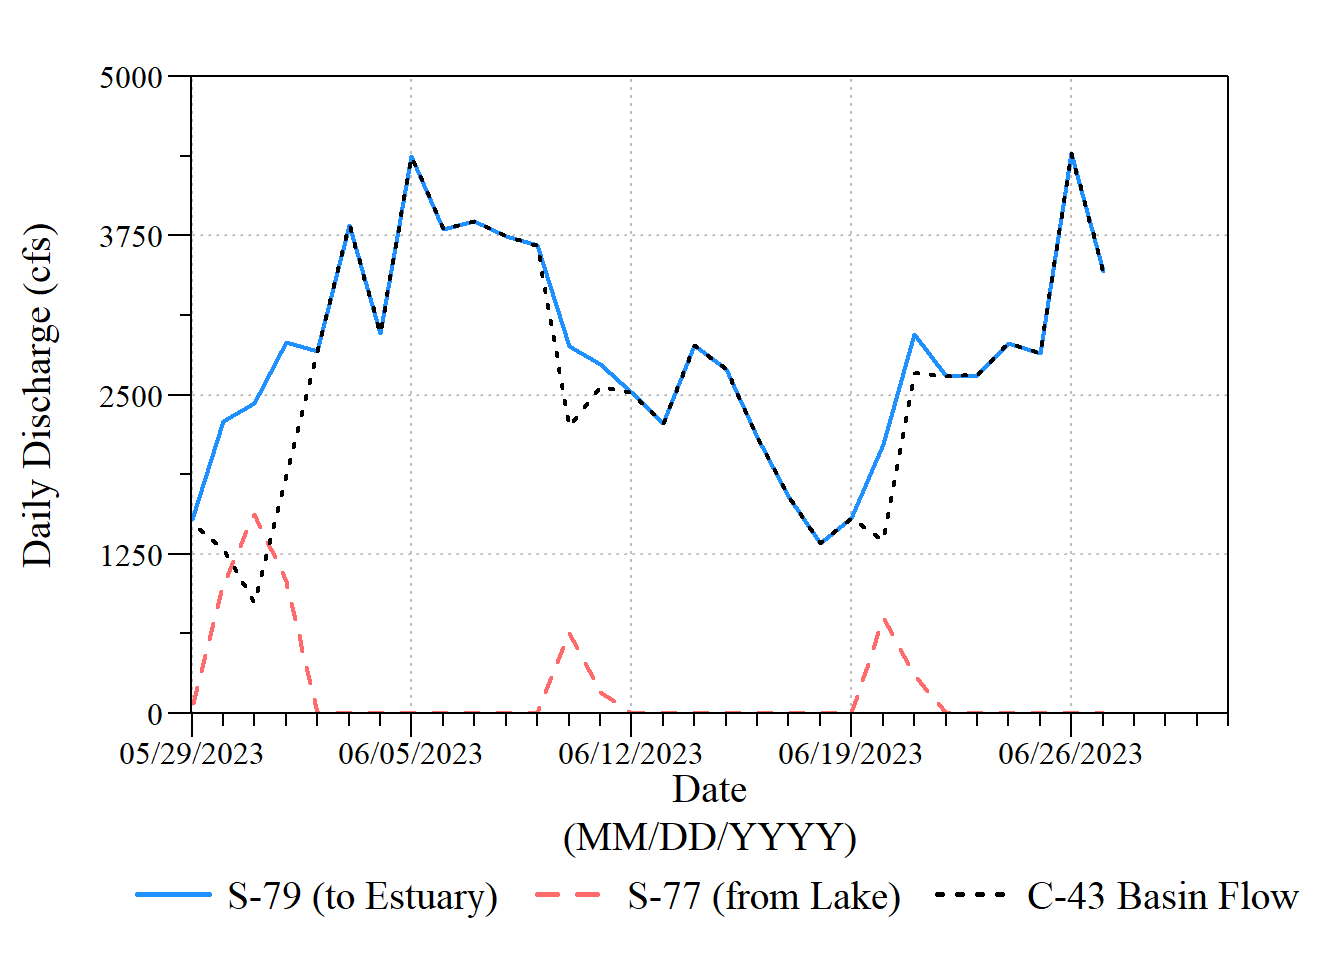 5000
3750
2500
1250
0
Daily Discharge (cfs)
05/29/2023 06/05/2023 06/12/2023 06/19/2023 06/26/2023
Date
(MM/DD/YYYY)
S-79 (to Estuary) S-77 (from Lake) C-43 Basin Flow